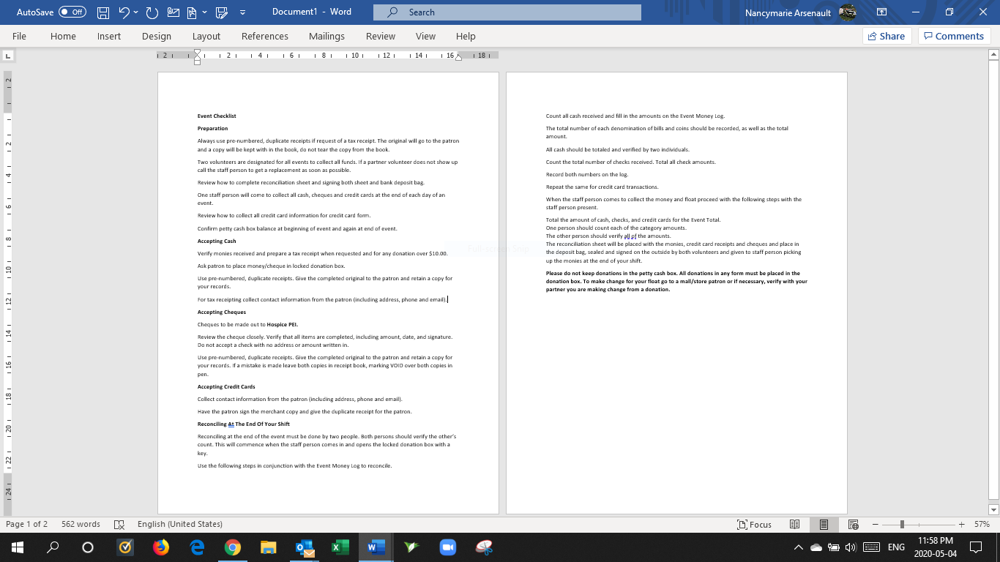 AutoSave Off Document1 - Word Search Nancymarie Arsenault
File Home Insert Design Layout References Mailings Review View Help Share Comments
L 2 2 4 6 8 10 12 14 16 18
2
2
4
6
8
10
12
14
16
18
20
22
24
Event Checklist
Preparation
Always use pre-numbered, duplicate receipts if request of a tax receipt. The original will go to the patron
and a copy will be kept with in the book, do not tear the copy from the book.
Two volunteers are designated for all events to collect all funds. If a partner volunteer does not show up
call the staff person to get a replacement as soon as possible.
Review how to complete reconciliation sheet and signing both sheet and bank deposit bag.
One staff person will come to collect all cash, cheques and credit cards at the end of each day of an
event.
Review how to collect all credit card information for credit card form.
Confirm petty cash box balance at beginning of event and again at end of event.
Accepting Cash
Verify monies received and prepare a tax receipt when requested and for any donation over $10.00.
Ask patron to place money/cheque in locked donation box.
Use pre-numbered, duplicate receipts. Give the completed original to the patron and retain a copy for
your records.
For tax receipting collect contact information from the patron (including address, phone and email).
Accepting Cheques
Cheques to be made out to Hospice PEI.
Review the cheque closely. Verify that all items are completed, including amount, date, and signature.
Do not accept a check with no address or amount written in.
Use pre-numbered, duplicate receipts. Give the completed original to the patron and retain a copy for
your records. If a mistake is made leave both copies in receipt book, marking VOID over both copies in
pen.
Accepting Credit Cards
Collect contact information from the patron (including address, phone and email).
Have the patron sign the merchant copy and give the duplicate receipt for the patron.
Reconciling At The End Of Your Shift
Reconciling at the end of the event must be done by two people. Both persons should verify the other's
count. This will commence when the staff person comes in and opens the locked donation box with a
key.
Use the following steps in conjunction with the Event Money Log to reconcile.
Count all cash received and fill in the amounts on the Event Money Log.
The total number of each denomination of bills and coins should be recorded, as well as the total
amount.
All cash should be totaled and verified by two individuals.
Count the total number of checks received. Total all check amounts.
Record both numbers on the log.
Repeat the same for credit card transactions.
When the staff person comes to collect the money and float proceed with the following steps with the
staff person present.
Total the amount of cash, checks, and credit cards for the Event Total.
One person should count each of the category amounts.
The other person should verify all of the amounts.
The reconciliation sheet will be placed with the monies, credit card receipts and cheques and place in
the deposit bag, sealed and signed on the outside by both volunteers and given to staff person picking
up the monies at the end of your shift.
Please do not keep donations in the petty cash box. All donations in any form must be placed in the
donation box. To make change for your float go to a mall/store patron or if necessary, verify with your
partner you are making change from a donation.
Full-screen Snip
Page 1 of 2 562 words English (United States) Focus 57%
ENG 11:58 PM
2020-05-04